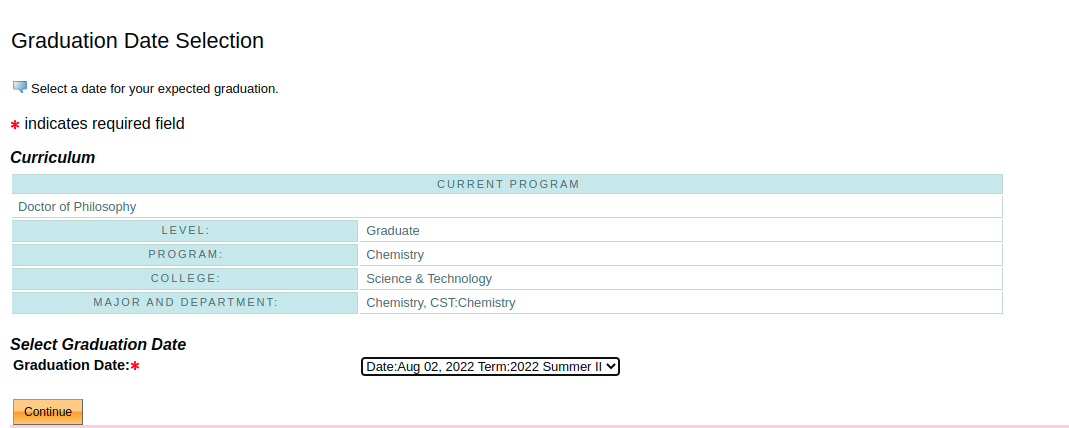 Graduation Date Selection
Select a date for your expected graduation.
* indicates required field
Curriculum
CURRENT PROGRAM
Doctor of Philosophy
LEVEL: Graduate
PROGRAM: Chemistry
COLLEGE: Science & Technology
MAJOR AND DEPARTMENT: Chemistry, CST:Chemistry
Select Graduation Date
Graduation Date:* Date:Aug 02, 2022 Term:2022 Summer II
Continue